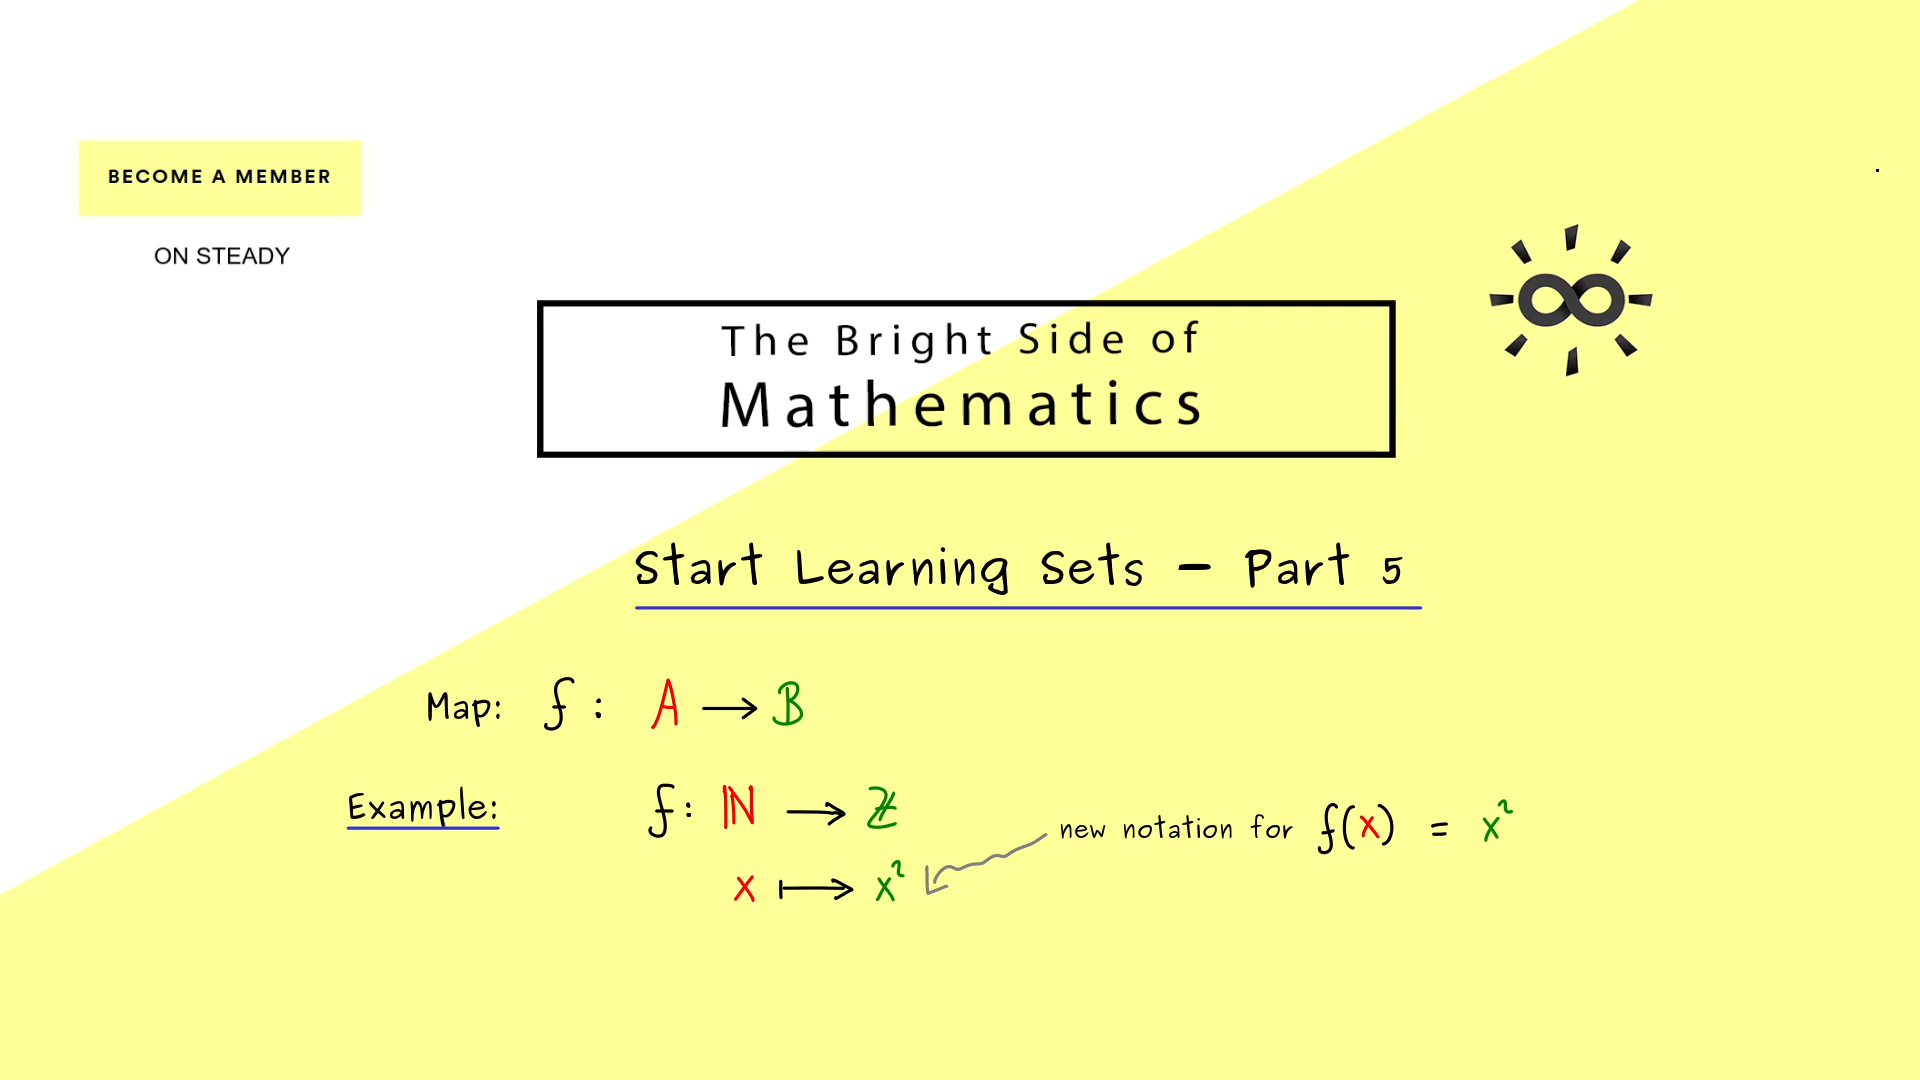 BECOME A MEMBER
ON STEADY
The Bright Side of
Mathematics
Start Learning Sets – Part 5
Map: f : A ⟶ B
Example: f: ℕ ⟶ ℤ
x ⟼ x²
new notation for f(x) = x²